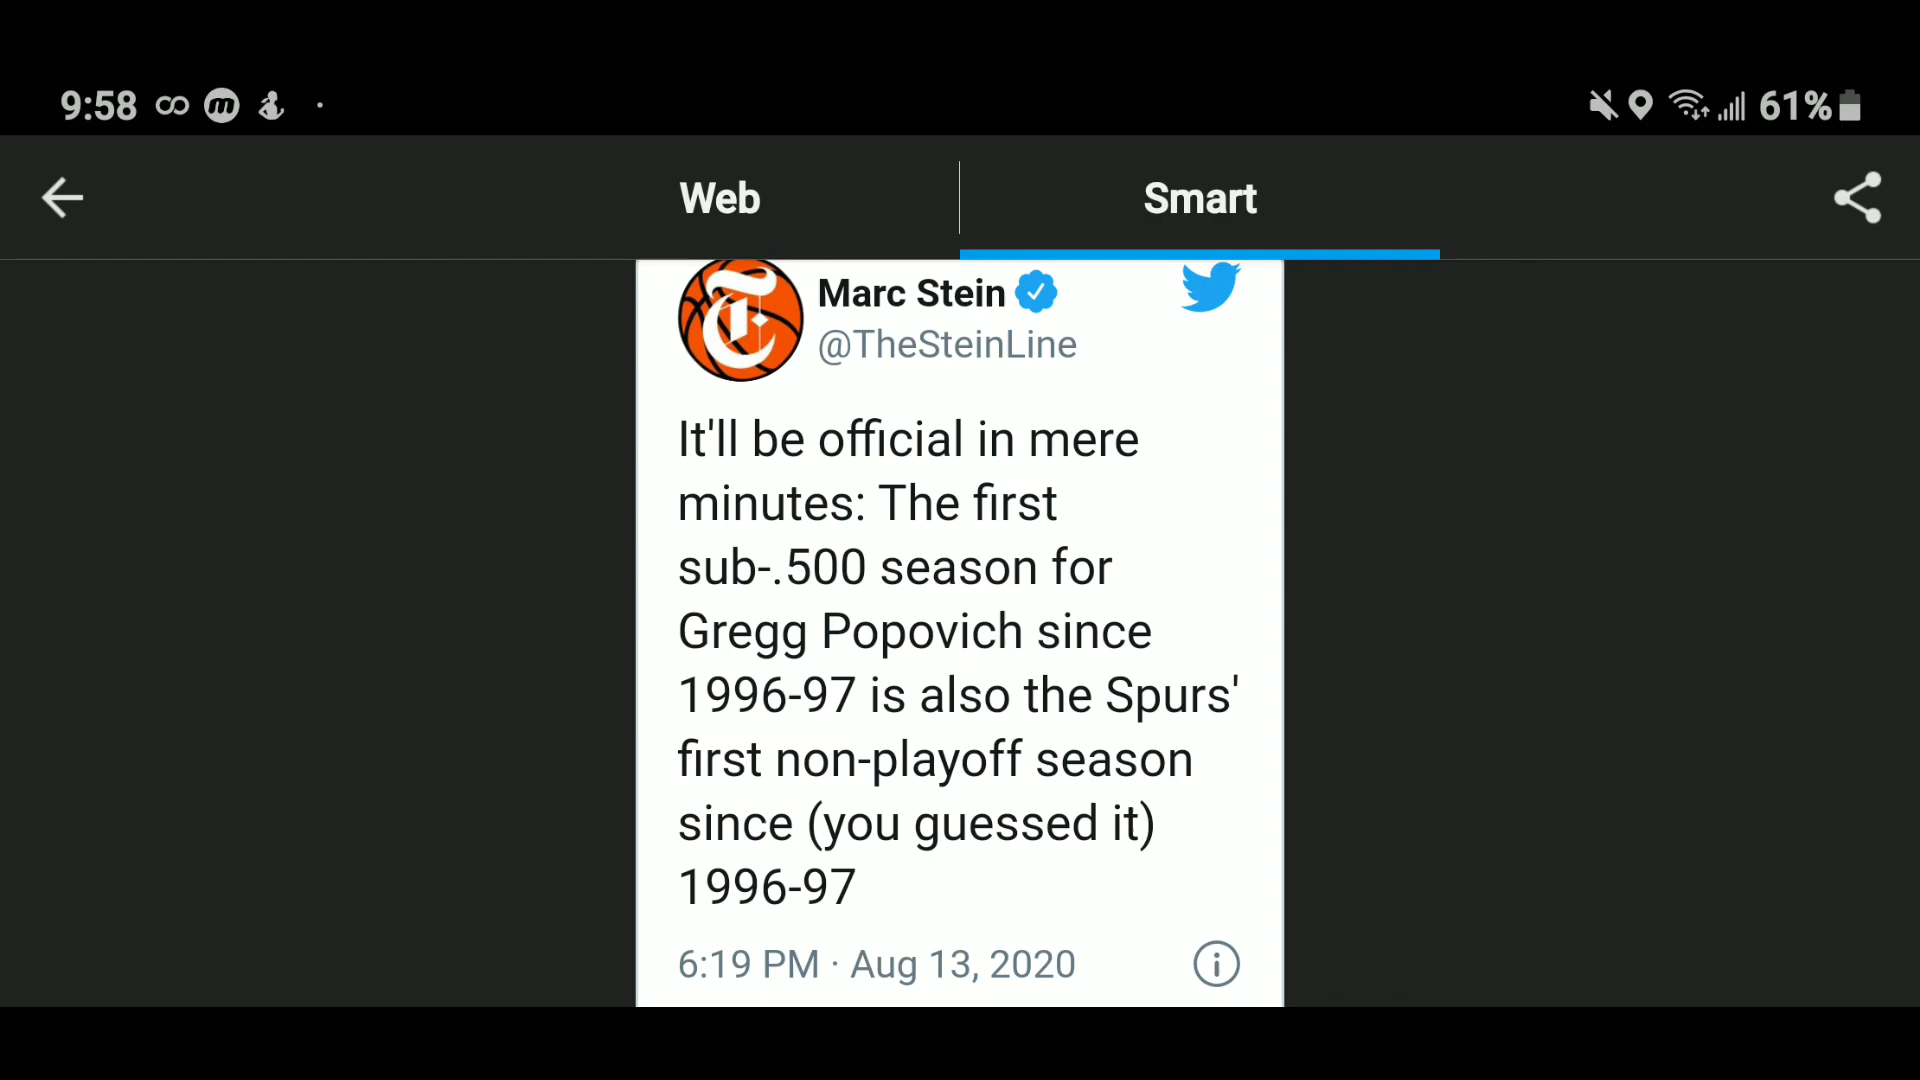 9:58
61%
Web
Smart
Marc Stein
@TheSteinLine
It'll be official in mere
minutes: The first
sub-.500 season for
Gregg Popovich since
1996-97 is also the Spurs'
first non-playoff season
since (you guessed it)
1996-97
6:19 PM · Aug 13, 2020